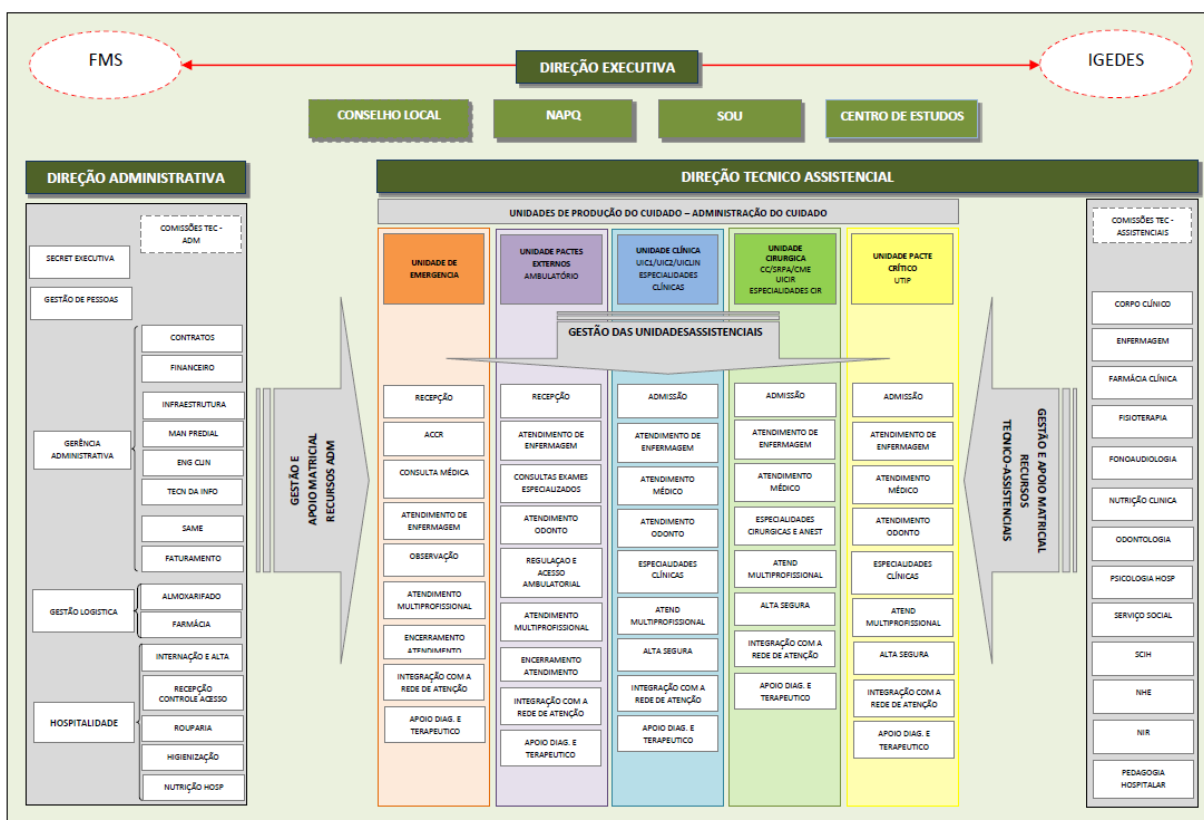 FMS
DIREÇÃO EXECUTIVA
IGEDES
CONSELHO LOCAL
NAPQ
SOU
CENTRO DE ESTUDOS
DIREÇÃO ADMINISTRATIVA
COMISSÕES TEC -
ADM
SECRET EXECUTIVA
GESTÃO DE PESSOAS
CONTRATOS
FINANCEIRO
INFRAESTRUTURA
GERÊNCIA
ADMINISTRATIVA
MAN PREDIAL
ENG CLIN
TECN DA INFO
SAME
FATURAMENTO
GESTÃO LOGISTICA
ALMOXARIFADO
FARMÁCIA
HOSPITALIDADE
INTERNAÇÃO E ALTA
RECEPÇÃO
CONTROLE ACESSO
ROUPARIA
HIGIENIZAÇÃO
NUTRIÇÃO HOSP
GESTÃO E
APOIO MATRICIAL
RECURSOS ADM
DIREÇÃO TECNICO ASSISTENCIAL
UNIDADES DE PRODUÇÃO DO CUIDADO – ADMINISTRAÇÃO DO CUIDADO
UNIDADE DE
EMERGENCIA
UNIDADE PACTES
EXTERNOS
AMBULATÓRIO
UNIDADE CLÍNICA
UIC1/UIC2/UICLIN
ESPECIALIDADES
CLÍNICAS
UNIDADE
CIRURGICA
CC/SRPA/CME
UICIR
ESPECIALIDADES CIR
UNIDADE PACTE
CRÍTICO
UTIP
GESTÃO DAS UNIDADESASSISTENCIAIS
RECEPÇÃO
ACCR
CONSULTA MÉDICA
ATENDIMENTO DE
ENFERMAGEM
OBSERVAÇÃO
ATENDIMENTO
MULTIPROFISSIONAL
ENCERRAMENTO
ATENDIMENTO
INTEGRAÇÃO COM A
REDE DE ATENÇÃO
APOIO DIAG. E
TERAPEUTICO
RECEPÇÃO
ATENDIMENTO DE
ENFERMAGEM
CONSULTAS EXAMES
ESPECIALIZADOS
ATENDIMENTO
ODONTO
REGULAÇAO E
ACESSO
AMBULATORIAL
ATENDIMENTO
MULTIPROFISSIONAL
ENCERRAMENTO
ATENDIMENTO
INTEGRAÇÃO COM A
REDE DE ATENÇÃO
APOIO DIAG. E
TERAPEUTICO
ADMISSÃO
ATENDIMENTO DE
ENFERMAGEM
ATENDIMENTO
MÉDICO
ATENDIMENTO
ODONTO
ESPECIALIDADES
CLÍNICAS
ATEND
MULTIPROFISSIONAL
ALTA SEGURA
INTEGRAÇÃO COM A
REDE DE ATENÇÃO
APOIO DIAG. E
TERAPEUTICO
ADMISSÃO
ATENDIMENTO DE
ENFERMAGEM
ATENDIMENTO
MÉDICO
ESPECIALIDADES
CIRURGICAS E ANEST
ATEND
MULTIPROFISSIONAL
ALTA SEGURA
INTEGRAÇÃO COM A
REDE DE ATENÇÃO
APOIO DIAG. E
TERAPEUTICO
ADMISSÃO
ATENDIMENTO DE
ENFERMAGEM
ATENDIMENTO
MÉDICO
ATENDIMENTO
ODONTO
ESPECIALIDADES
CLÍNICAS
ATEND
MULTIPROFISSIONAL
ALTA SEGURA
INTEGRAÇÃO COM A
REDE DE ATENÇÃO
APOIO DIAG. E
TERAPEUTICO
GESTÃO E APOIO MATRICIAL
RECURSOS
TECNICO-ASSISTENCIAIS
COMISSÕES TEC -
ASSISTENCIAIS
CORPO CLÍNICO
ENFERMAGEM
FARMÁCIA CLÍNICA
FISIOTERAPIA
FONOAUDIOLOGIA
NUTRIÇÃO CLINICA
ODONTOLOGIA
PSICOLOGIA HOSP
SERVIÇO SOCIAL
SCIH
NHE
NIR
PEDAGOGIA
HOSPITALAR